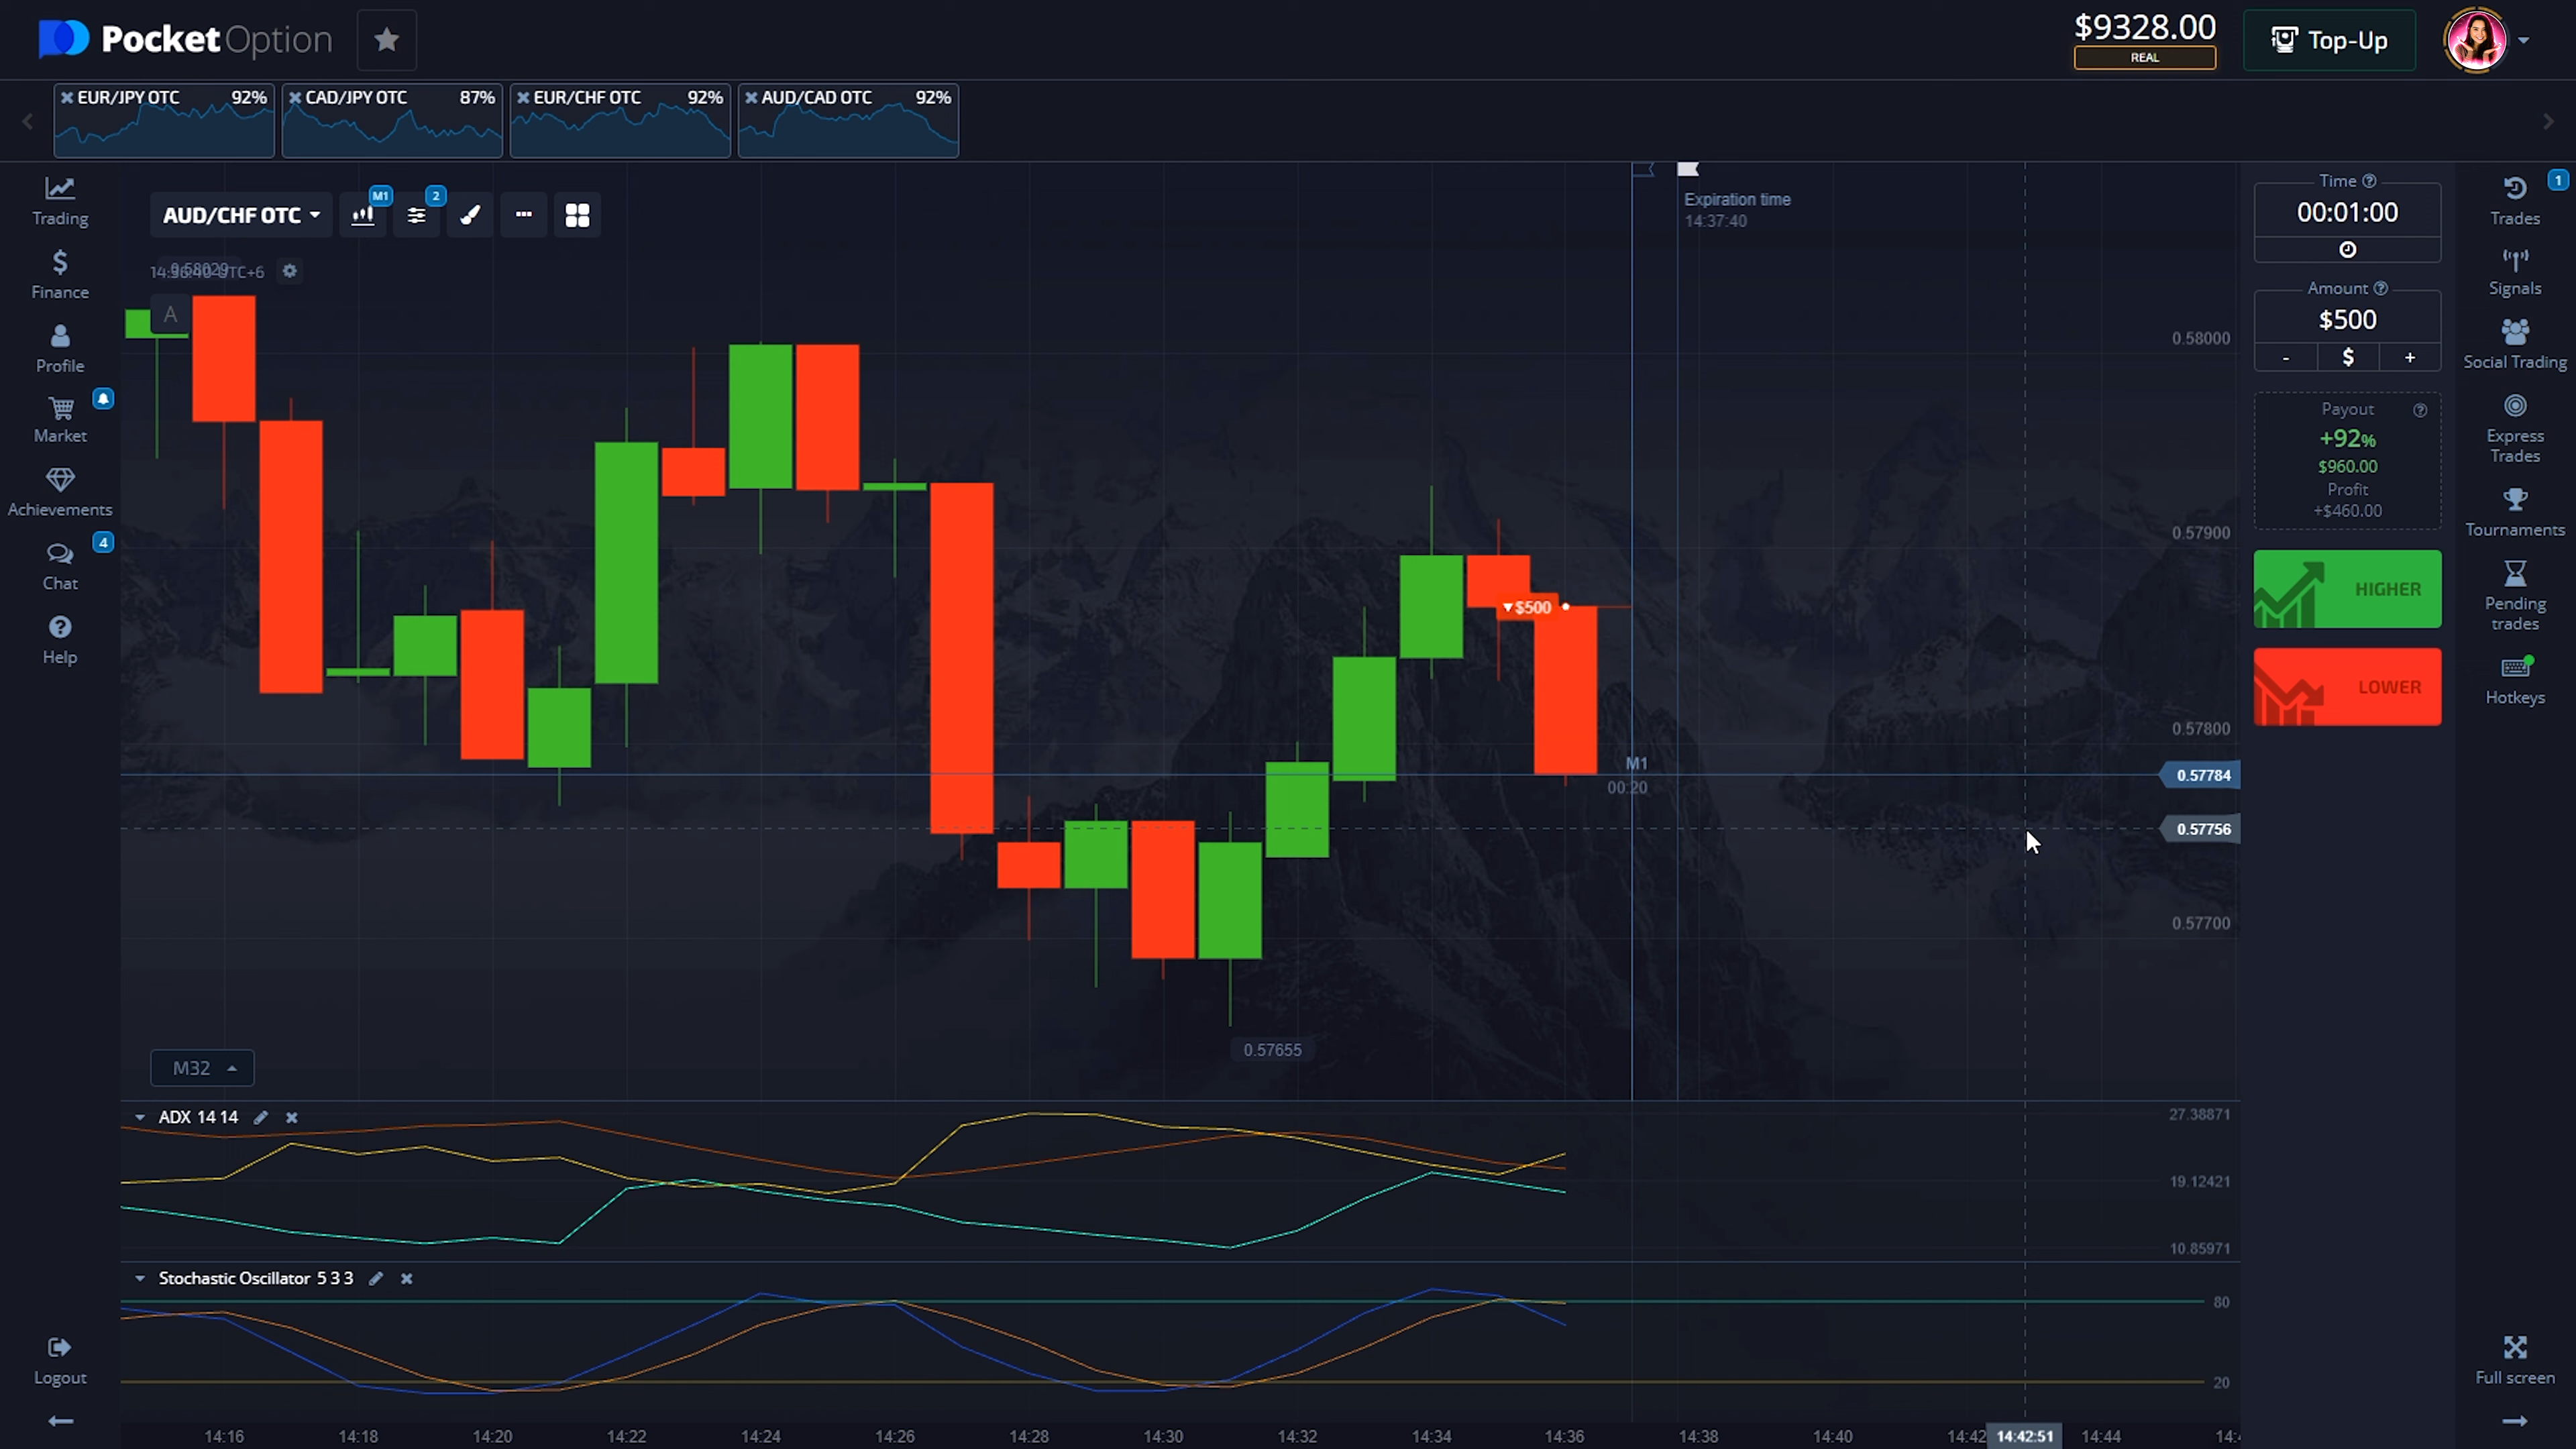 PocketOption
$9328.00
REAL
Top-Up
EUR/JPY OTC 92%
CAD/JPY OTC 87%
EUR/CHF OTC 92%
AUD/CAD OTC 92%
Trading
Finance
Profile
Market
Achievements
4
Chat
Help
Logout
AUD/CHF OTC
M1
2
0.58029
A
Expiration time
14:37:40
0.58000
0.57900
0.57800
0.57784
0.57756
0.57700
$500
M1
00:20
0.57655
M32
ADX 14 14
27.38871
19.12421
10.85971
Stochastic Oscillator 5 3 3
80
20
14:16 14:18 14:20 14:22 14:24 14:26 14:28 14:30 14:32 14:34 14:36 14:38 14:40 14:42 14:42:51 14:44
Time
00:01:00
Amount
$500
- $ +
Payout
+92%
$960.00
Profit
+$460.00
HIGHER
LOWER
1
Trades
Signals
Social Trading
Express
Trades
Tournaments
Pending
trades
Hotkeys
Full screen